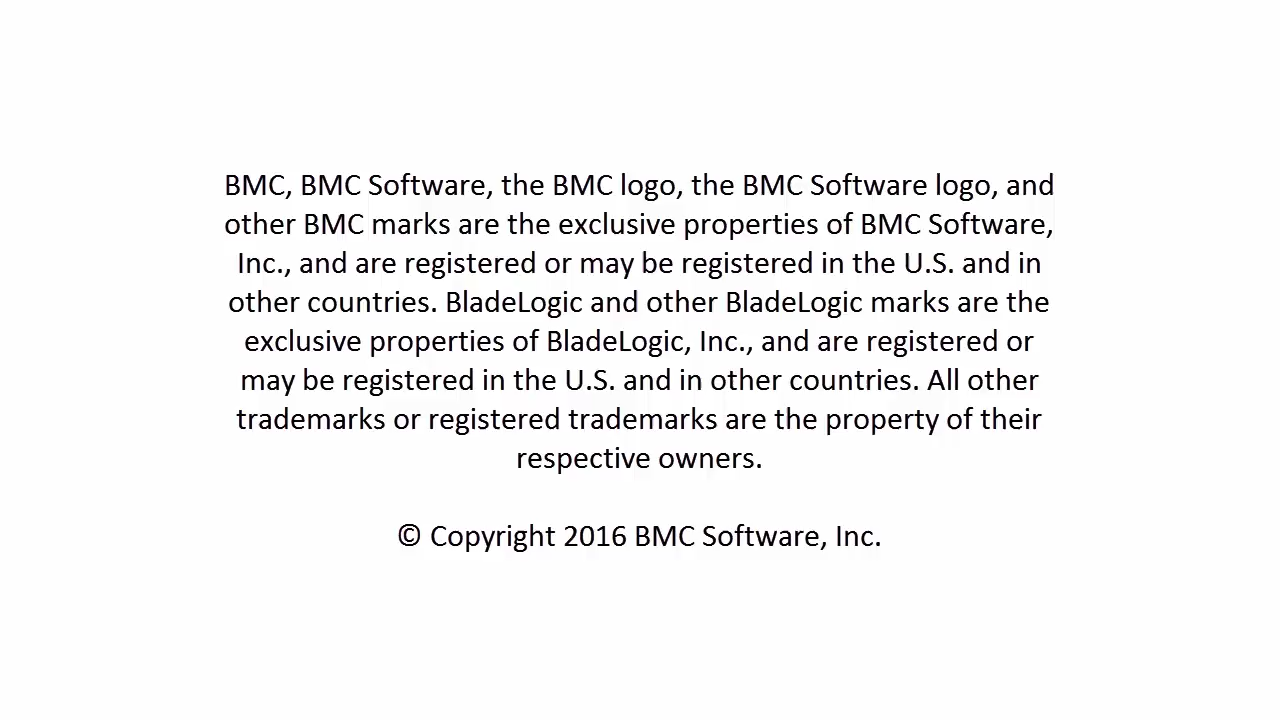 BMC, BMC Software, the BMC logo, the BMC Software logo, and
other BMC marks are the exclusive properties of BMC Software,
Inc., and are registered or may be registered in the U.S. and in
other countries. BladeLogic and other BladeLogic marks are the
exclusive properties of BladeLogic, Inc., and are registered or
may be registered in the U.S. and in other countries. All other
trademarks or registered trademarks are the property of their
respective owners.
© Copyright 2016 BMC Software, Inc.